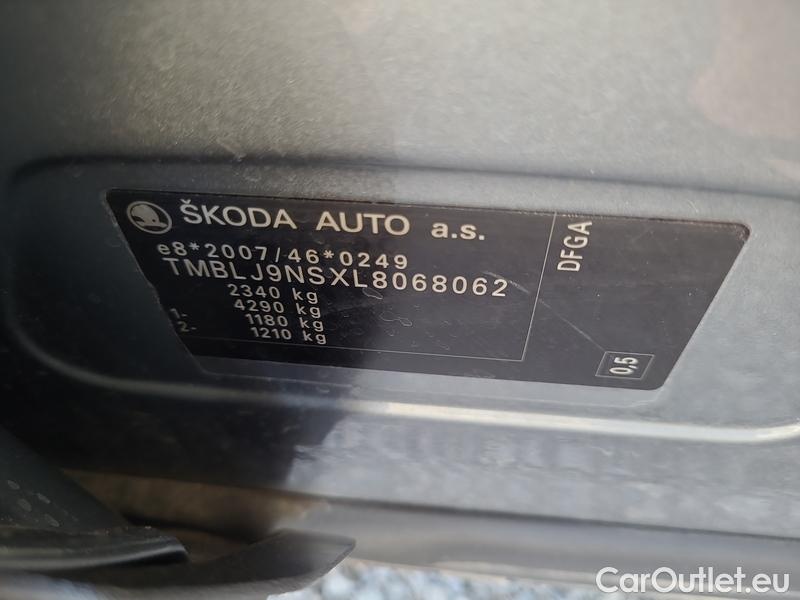 ŠKODA AUTO a.s.
e8*2007/46*0249
TMBLJ9NSXL8068062
2340 kg
4290 kg
1- 1180 kg
2- 1210 kg
DFGA
0,5
CarOutlet.eu